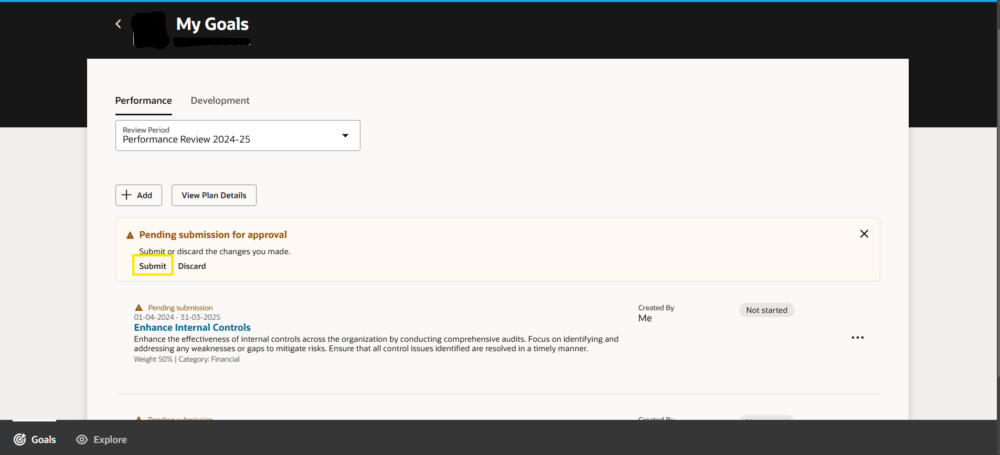 My Goals
Performance Development
Review Period
Performance Review 2024-25
Add View Plan Details
Pending submission for approval
Submit or discard the changes you made.
Submit Discard
Pending submission
01-04-2024 - 31-03-2025
Enhance Internal Controls
Enhance the effectiveness of internal controls across the organization by conducting comprehensive audits. Focus on identifying and
addressing any weaknesses or gaps to mitigate risks. Ensure that all control issues identified are resolved in a timely manner.
Weight 50% | Category: Financial
Created By
Me
Not started
Pending submission
Created By
Goals Explore